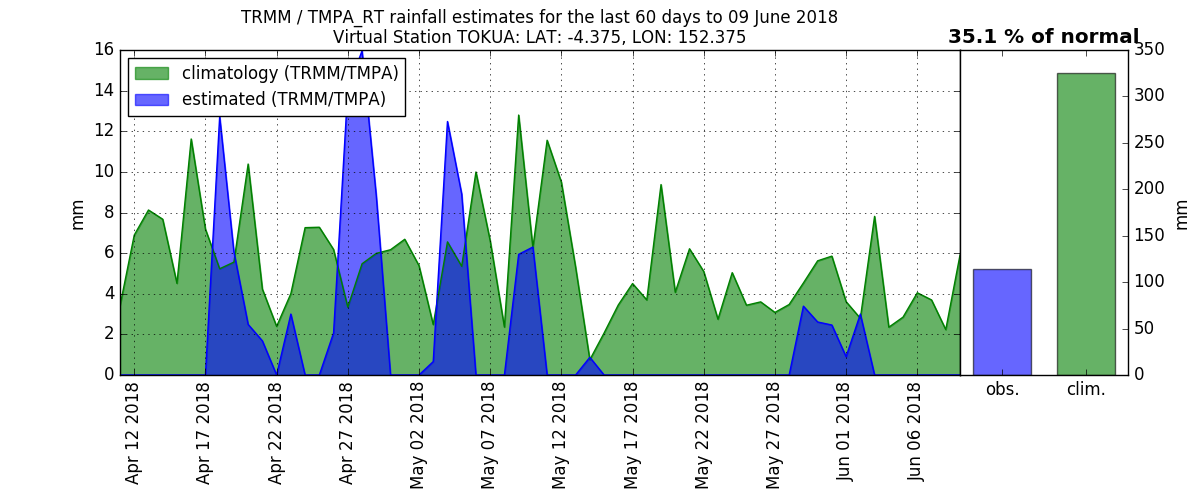 TRMM / TMPA_RT rainfall estimates for the last 60 days to 09 June 2018
Virtual Station TOKUA: LAT: -4.375, LON: 152.375
35.1 % of normal
climatology (TRMM/TMPA)
estimated (TRMM/TMPA)
mm
16
14
12
10
8
6
4
2
0
Apr 12 2018
Apr 17 2018
Apr 22 2018
Apr 27 2018
May 02 2018
May 07 2018
May 12 2018
May 17 2018
May 22 2018
May 27 2018
Jun 01 2018
Jun 06 2018
obs.
clim.
350
300
250
200
150
100
50
0
mm